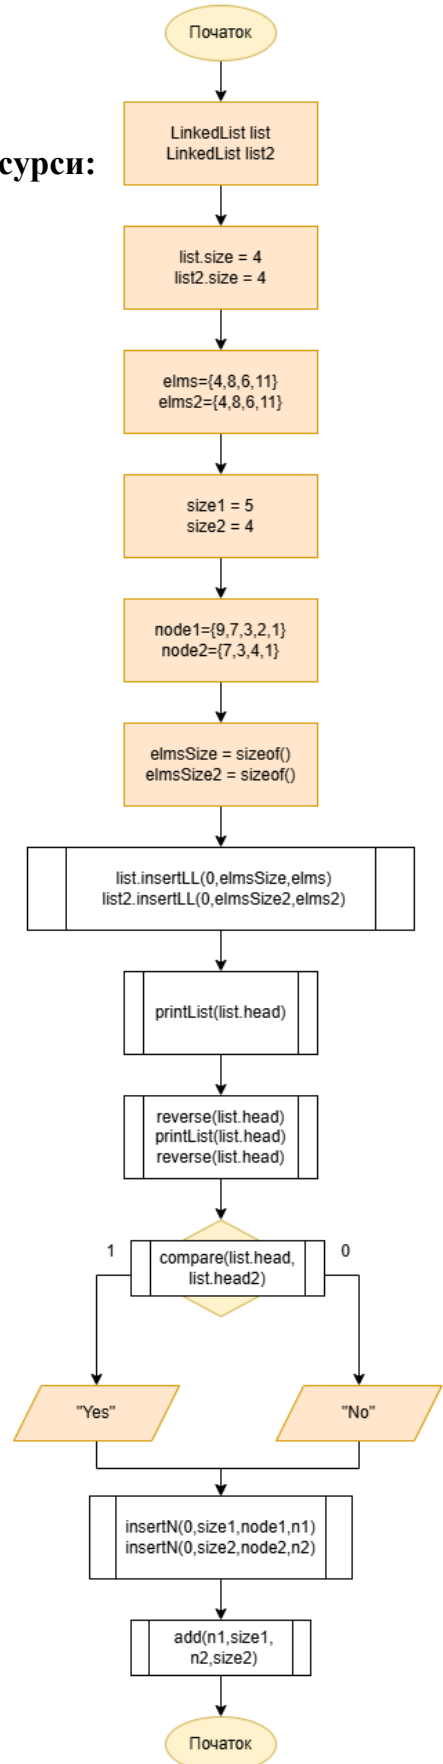 Початок
LinkedList list
LinkedList list2
сурси:
list.size = 4
list2.size = 4
elms={4,8,6,11}
elms2={4,8,6,11}
size1 = 5
size2 = 4
node1={9,7,3,2,1}
node2={7,3,4,1}
elmsSize = sizeof()
elmsSize2 = sizeof()
list.insertLL(0,elmsSize,elms)
list2.insertLL(0,elmsSize2,elms2)
printList(list.head)
reverse(list.head)
printList(list.head)
reverse(list.head)
1
compare(list.head,
list.head2)
0
"Yes"
"No"
insertN(0,size1,node1,n1)
insertN(0,size2,node2,n2)
add(n1,size1,
n2,size2)
Початок